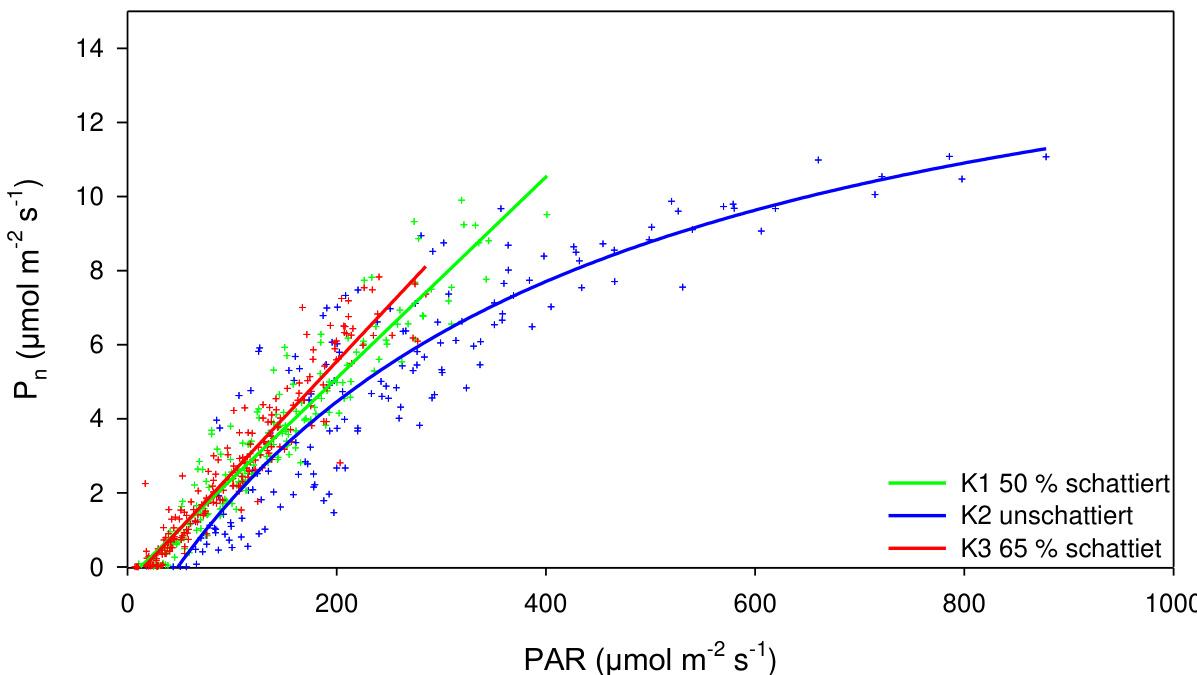 14
12
10
8
6
4
2
0
P_n (µmol m^-2 s^-1)
K1 50 % schattiert
K2 unschattiert
K3 65 % schattiet
0 200 400 600 800 1000
PAR (µmol m^-2 s^-1)